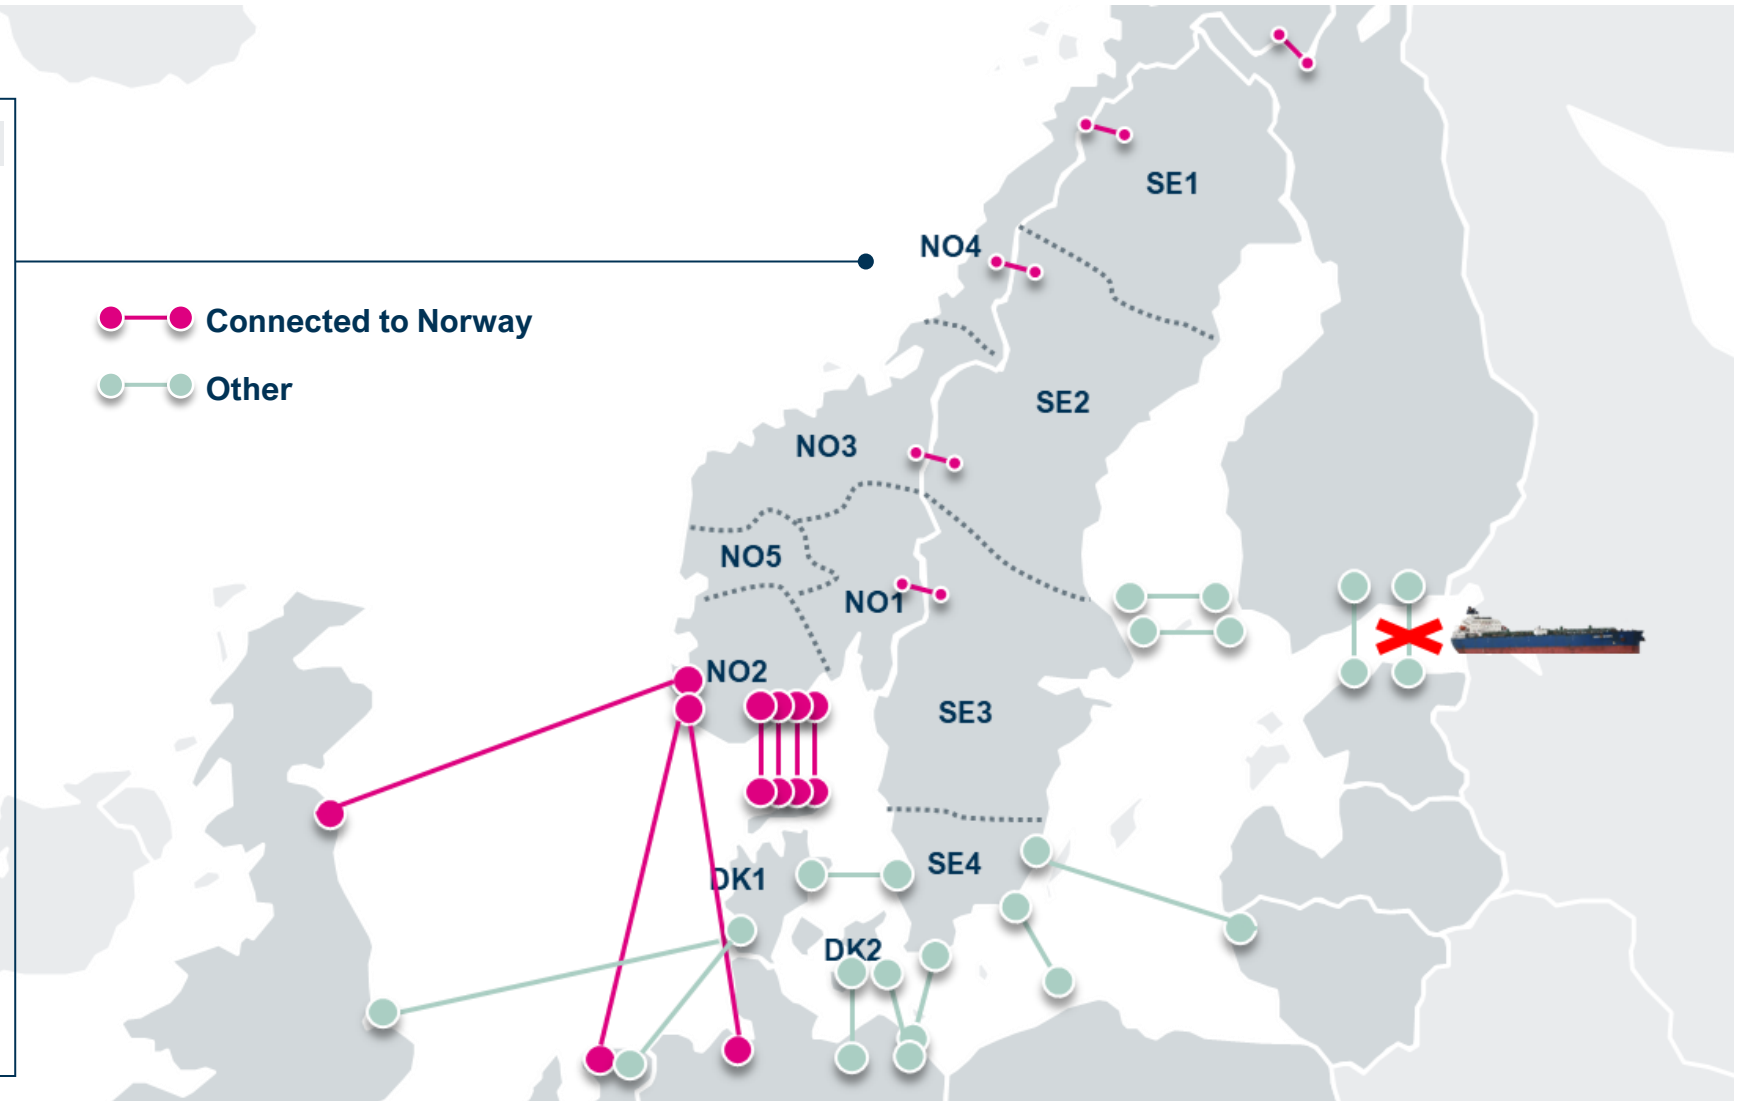 SE1
NO4
Connected to Norway
Other
SE2
NO3
NO5
NO1
NO2
SE3
SE4
DK1
DK2